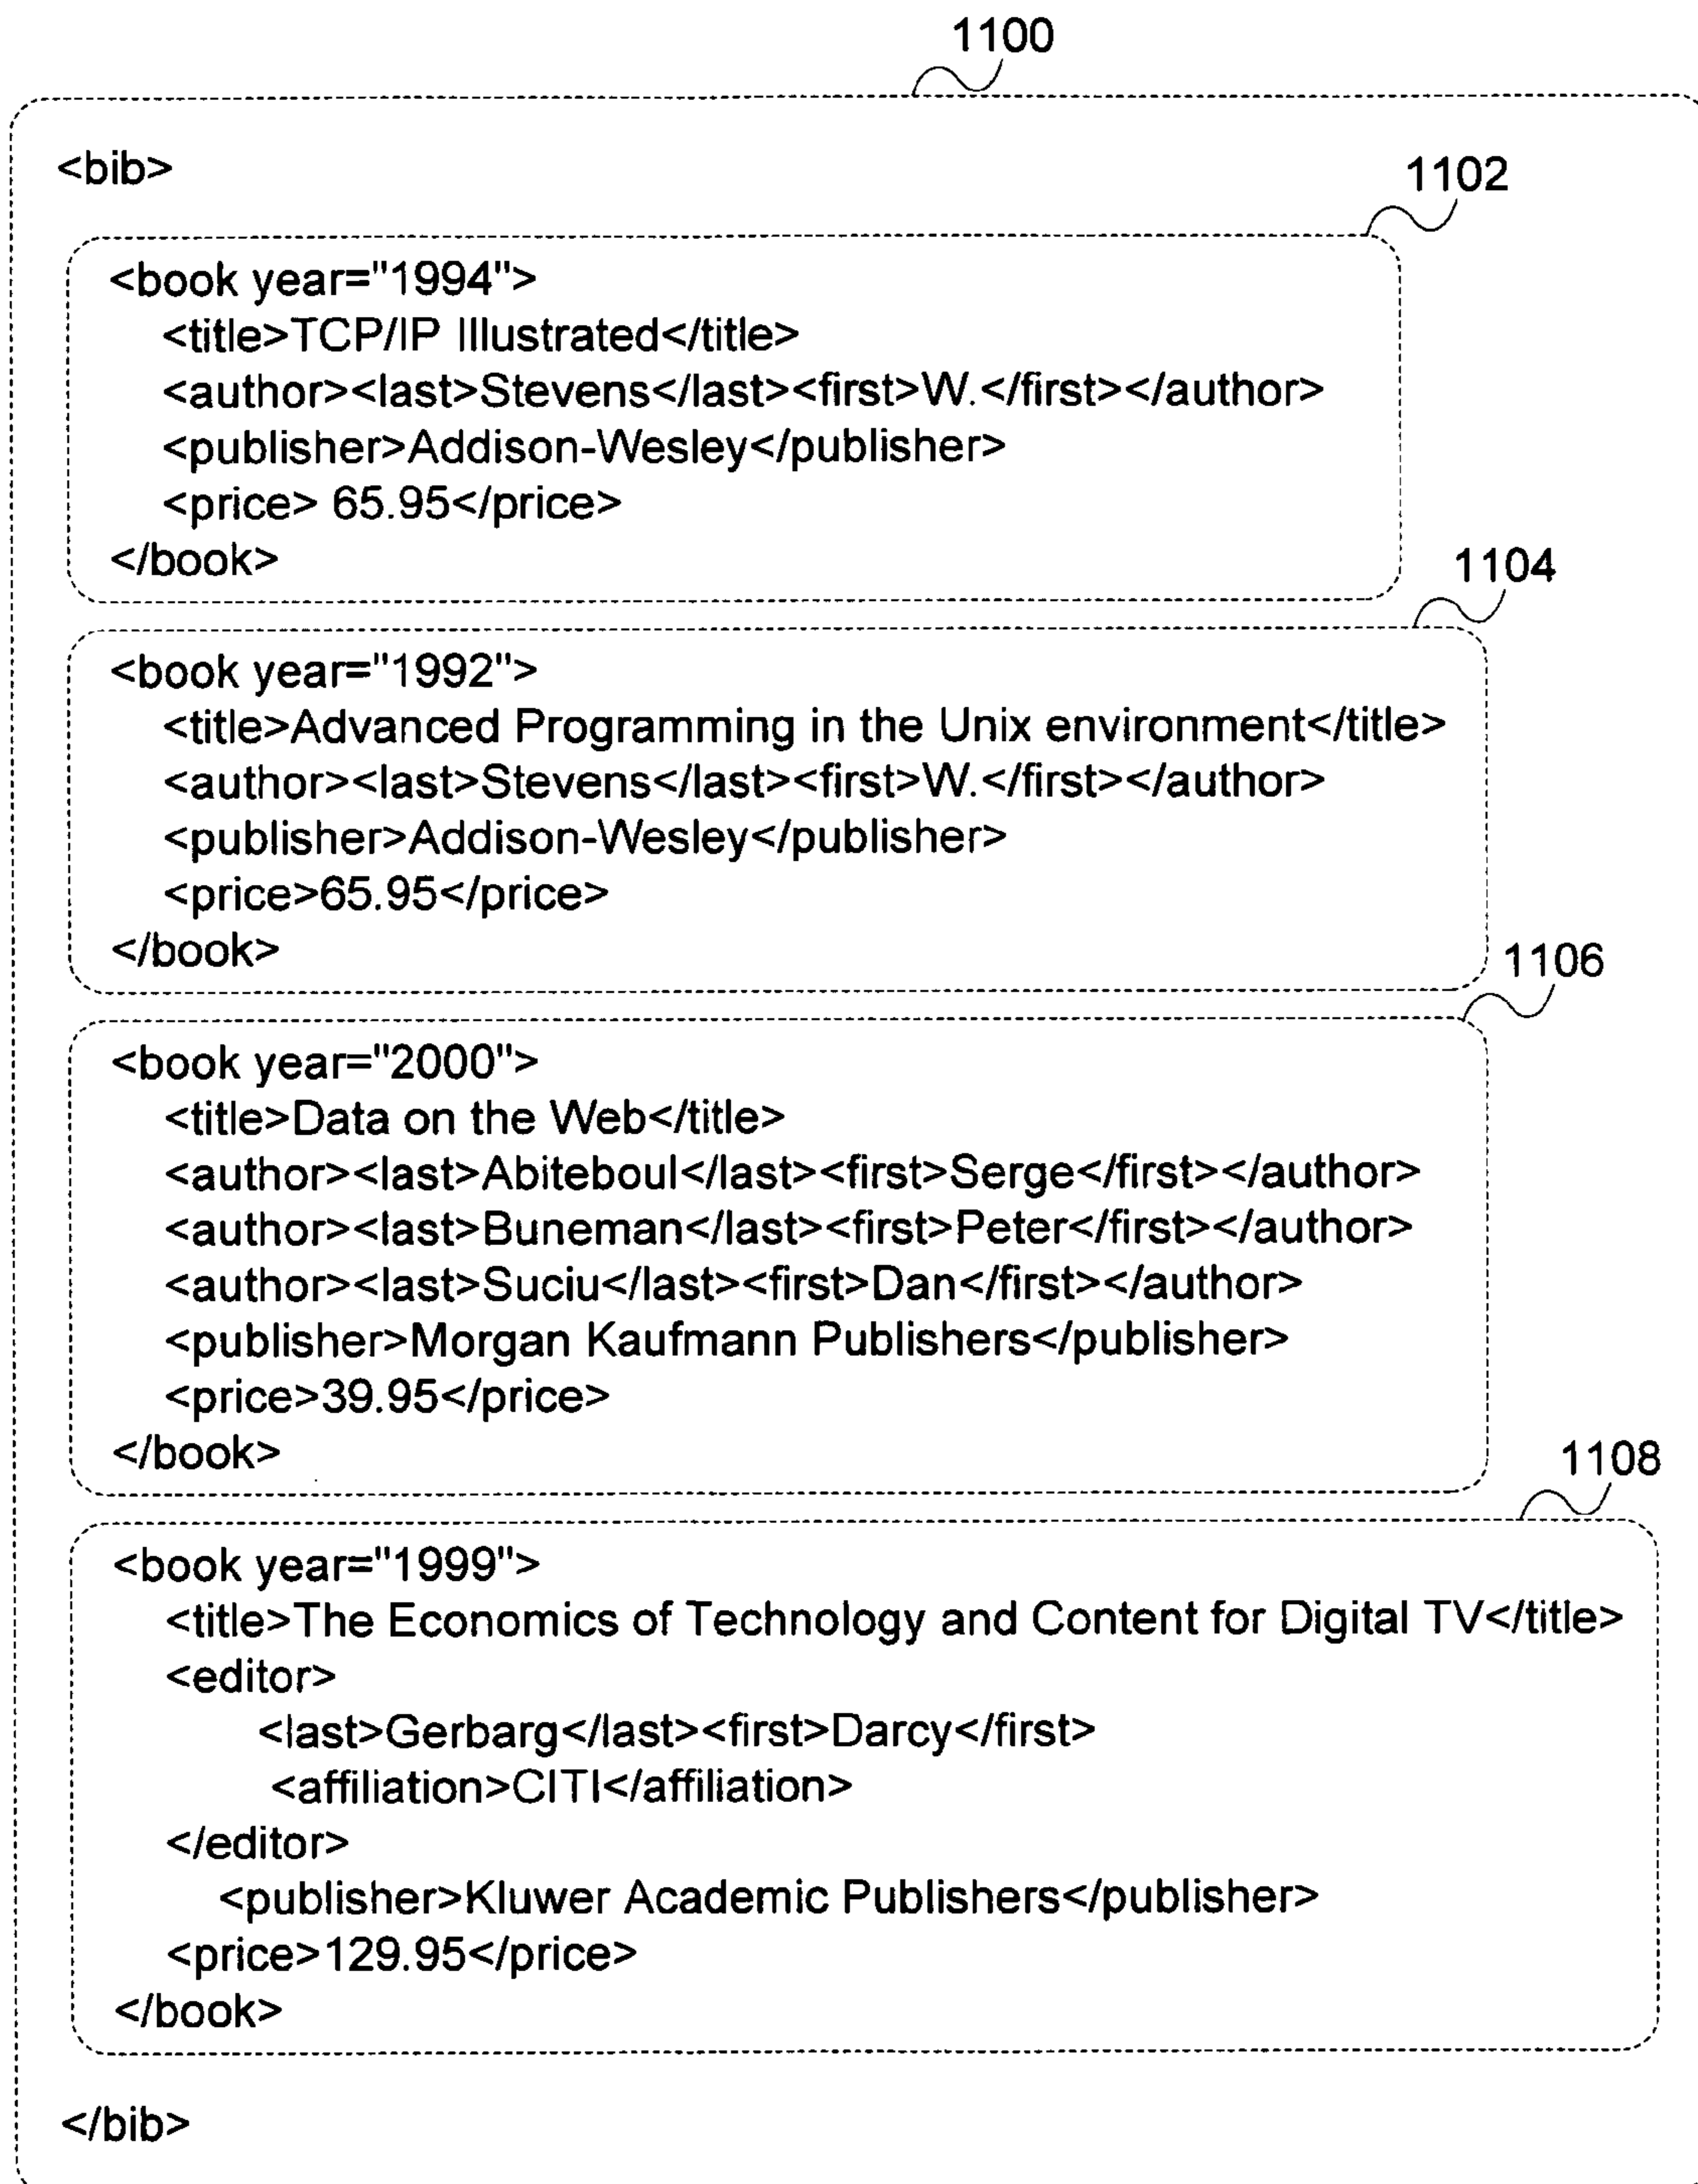 1100
<bib>
1102
<book year="1994">
<title>TCP/IP Illustrated</title>
<author><last>Stevens</last><first>W.</first></author>
<publisher>Addison-Wesley</publisher>
<price> 65.95</price>
</book>
1104
<book year="1992">
<title>Advanced Programming in the Unix environment</title>
<author><last>Stevens</last><first>W.</first></author>
<publisher>Addison-Wesley</publisher>
<price>65.95</price>
</book>
1106
<book year="2000">
<title>Data on the Web</title>
<author><last>Abiteboul</last><first>Serge</first></author>
<author><last>Buneman</last><first>Peter</first></author>
<author><last>Suciu</last><first>Dan</first></author>
<publisher>Morgan Kaufmann Publishers</publisher>
<price>39.95</price>
</book>
1108
<book year="1999">
<title>The Economics of Technology and Content for Digital TV</title>
<editor>
<last>Gerbarg</last><first>Darcy</first>
<affiliation>CITI</affiliation>
</editor>
<publisher>Kluwer Academic Publishers</publisher>
<price>129.95</price>
</book>
</bib>